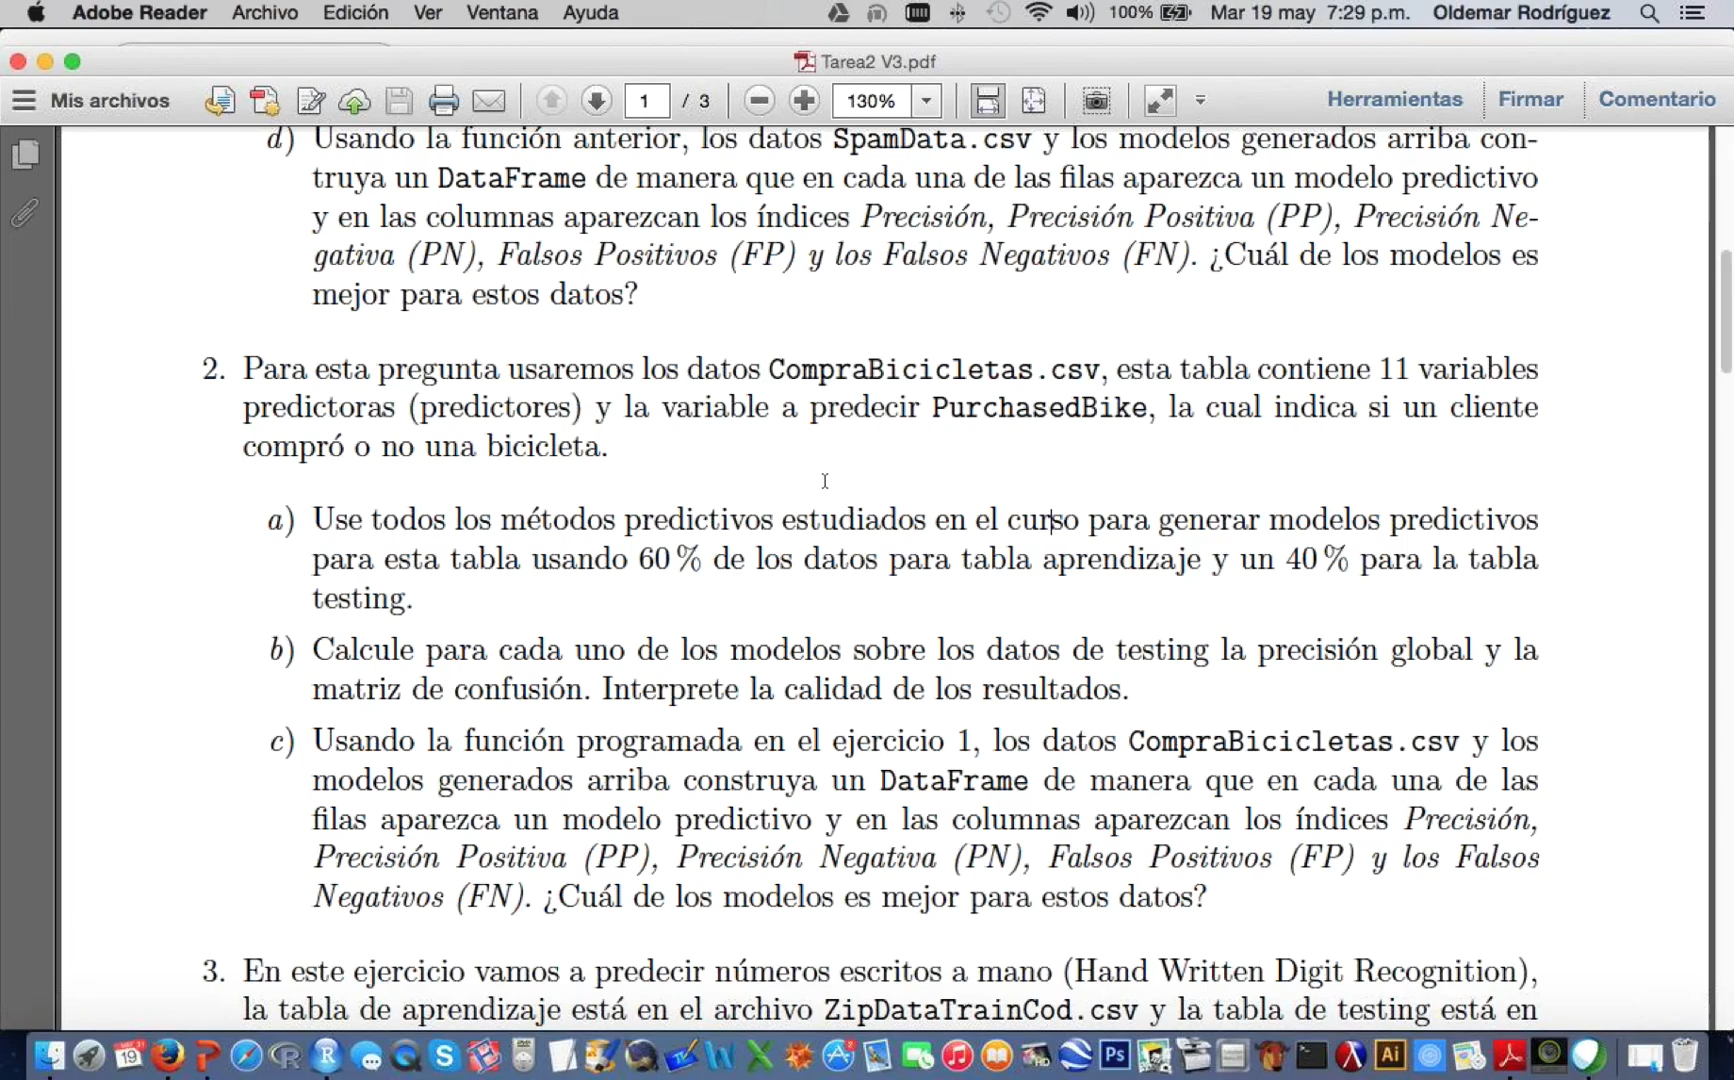 Adobe Reader Archivo Edición Ver Ventana Ayuda 100% Mar 19 may 7:29 p.m. Oldemar Rodríguez
Tarea2 V3.pdf
Mis archivos 1 / 3 130% Herramientas Firmar Comentario
d) Usando la función anterior, los datos SpamData.csv y los modelos generados arriba con-
truya un DataFrame de manera que en cada una de las filas aparezca un modelo predictivo
y en las columnas aparezcan los índices Precisión, Precisión Positiva (PP), Precisión Ne-
gativa (PN), Falsos Positivos (FP) y los Falsos Negativos (FN). ¿Cuál de los modelos es
mejor para estos datos?
2. Para esta pregunta usaremos los datos CompraBicicletas.csv, esta tabla contiene 11 variables
predictoras (predictores) y la variable a predecir PurchasedBike, la cual indica si un cliente
compró o no una bicicleta.
a) Use todos los métodos predictivos estudiados en el curso para generar modelos predictivos
para esta tabla usando 60 % de los datos para tabla aprendizaje y un 40 % para la tabla
testing.
b) Calcule para cada uno de los modelos sobre los datos de testing la precisión global y la
matriz de confusión. Interprete la calidad de los resultados.
c) Usando la función programada en el ejercicio 1, los datos CompraBicicletas.csv y los
modelos generados arriba construya un DataFrame de manera que en cada una de las
filas aparezca un modelo predictivo y en las columnas aparezcan los índices Precisión,
Precisión Positiva (PP), Precisión Negativa (PN), Falsos Positivos (FP) y los Falsos
Negativos (FN). ¿Cuál de los modelos es mejor para estos datos?
3. En este ejercicio vamos a predecir números escritos a mano (Hand Written Digit Recognition),
la tabla de aprendizaje está en el archivo ZipDataTrainCod.csv y la tabla de testing está en
19 Ps Ai